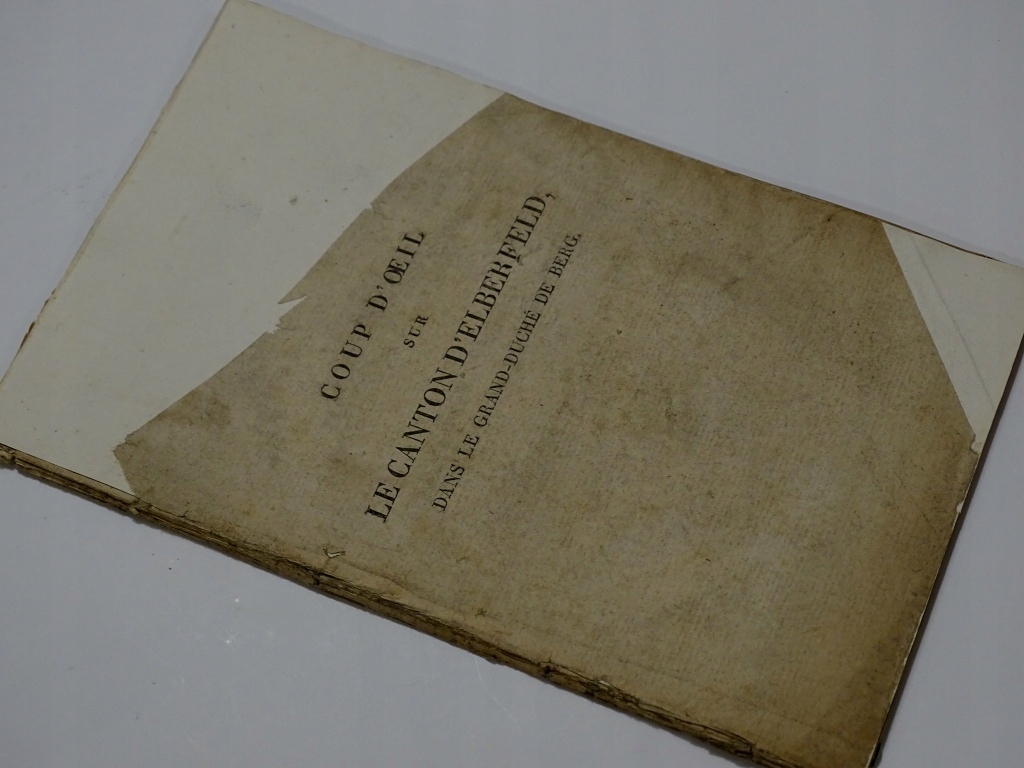 COUP D'ŒIL
SUR
LE CANTON D'ELBERFELD,
DANS LE GRAND-DUCHÉ DE BERG.